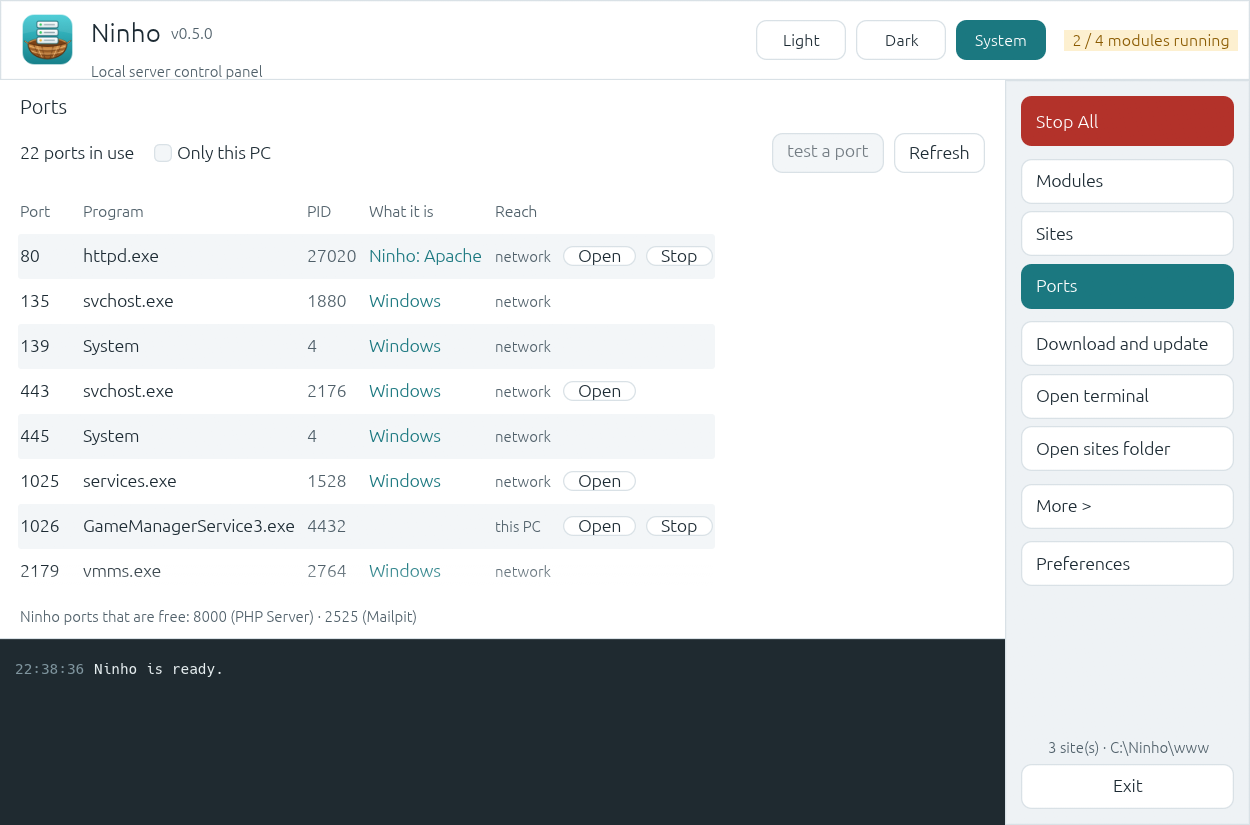 Ninho v0.5.0
Local server control panel
Light
Dark
System
2 / 4 modules running
Ports
22 ports in use
Only this PC
test a port
Refresh
Port Program PID What it is Reach
80 httpd.exe 27020 Ninho: Apache network Open Stop
135 svchost.exe 1880 Windows network
139 System 4 Windows network
443 svchost.exe 2176 Windows network Open
445 System 4 Windows network
1025 services.exe 1528 Windows network Open
1026 GameManagerService3.exe 4432 this PC Open Stop
2179 vmms.exe 2764 Windows network
Ninho ports that are free: 8000 (PHP Server) · 2525 (Mailpit)
22:38:36 Ninho is ready.
Stop All
Modules
Sites
Ports
Download and update
Open terminal
Open sites folder
More >
Preferences
3 site(s) · C:\Ninho\www
Exit